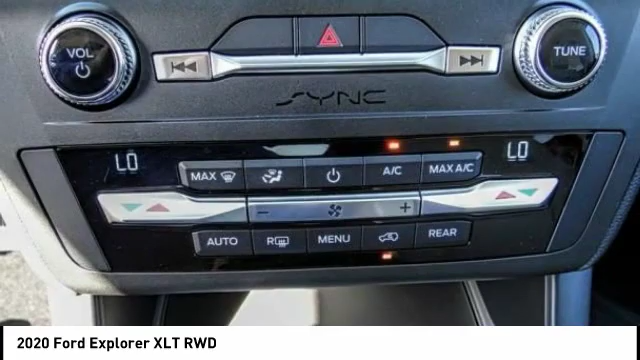 VOL
TUNE
SYNC
LO
LO
MAX
A/C
MAX A/C
- +
AUTO
R
MENU
REAR
2020 Ford Explorer XLT RWD